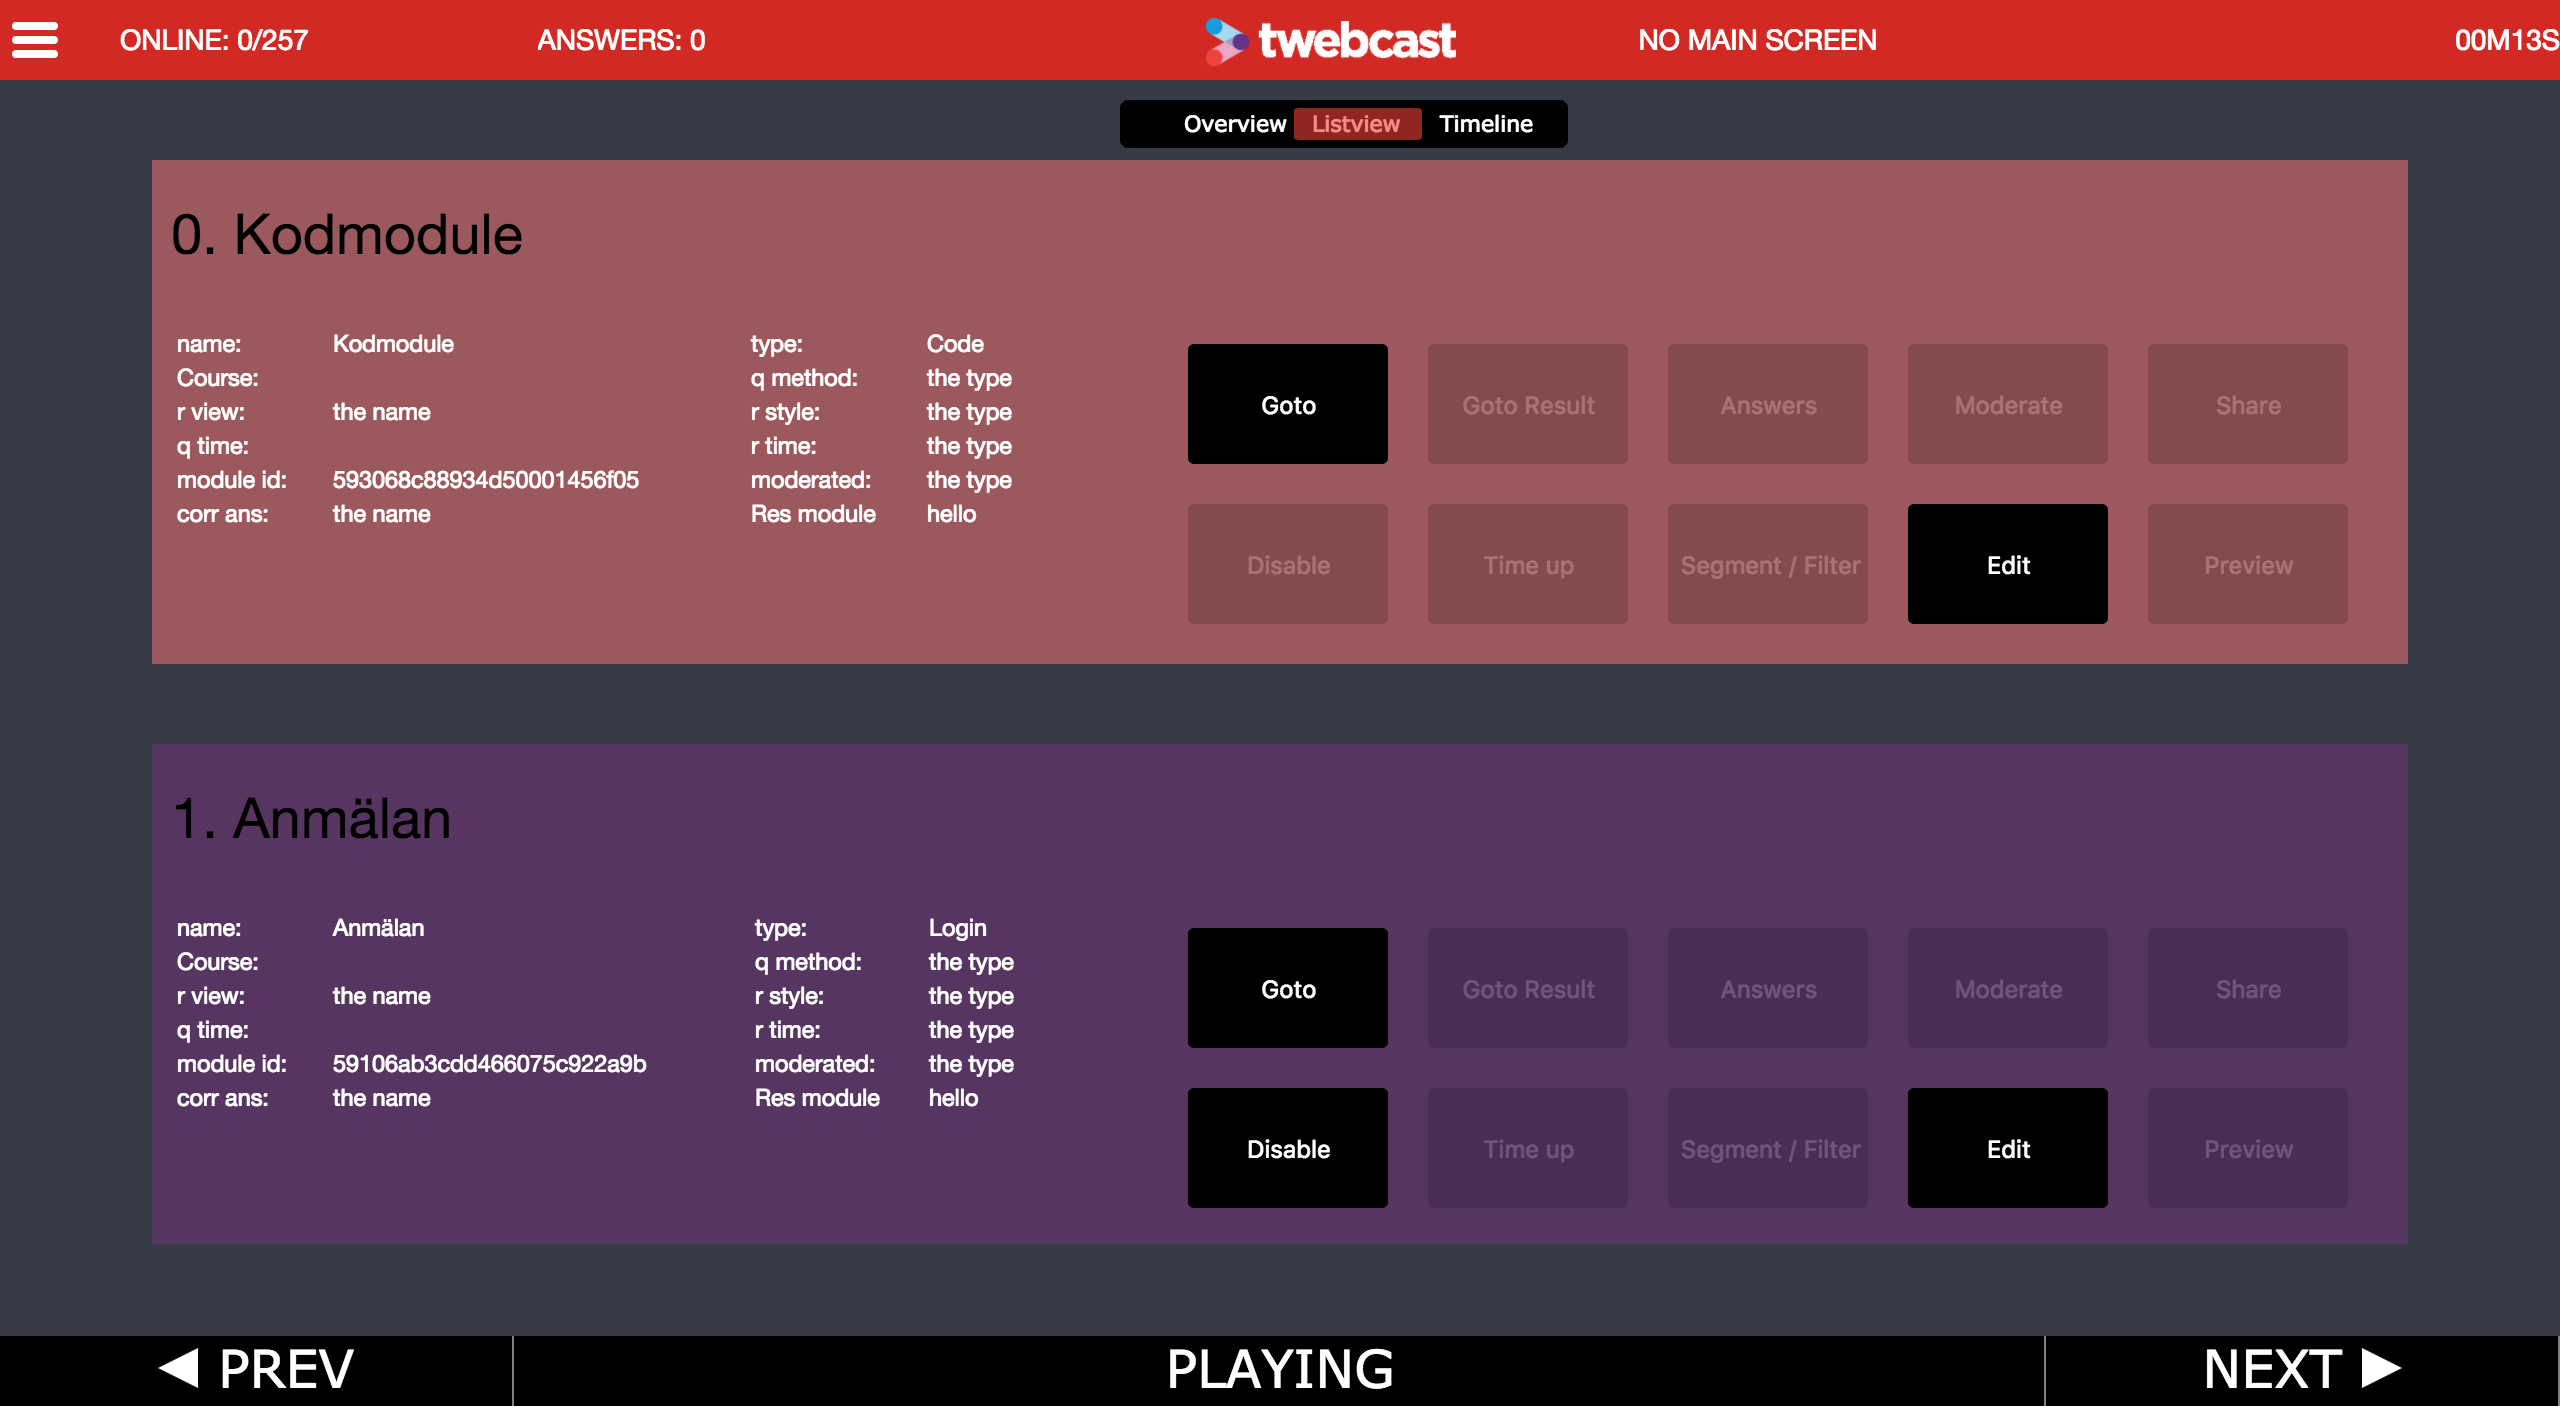 ONLINE: 0/257 ANSWERS: 0 twebcast NO MAIN SCREEN 00M13S
Overview Listview Timeline
0. Kodmodule
name: Kodmodule type: Code
Course: q method: the type
r view: the name r style: the type
q time: r time: the type
module id: 593068c88934d50001456f05 moderated: the type
corr ans: the name Res module hello
Goto Goto Result Answers Moderate Share
Disable Time up Segment / Filter Edit Preview
1. Anmälan
name: Anmälan type: Login
Course: q method: the type
r view: the name r style: the type
q time: r time: the type
module id: 59106ab3cdd466075c922a9b moderated: the type
corr ans: the name Res module hello
Goto Goto Result Answers Moderate Share
Disable Time up Segment / Filter Edit Preview
PREV PLAYING NEXT